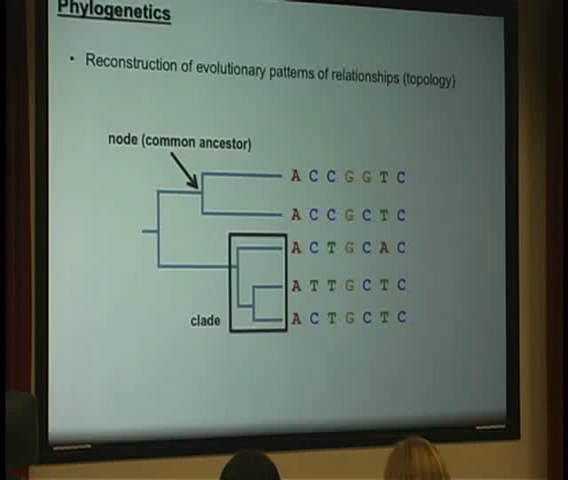 Phylogenetics
• Reconstruction of evolutionary patterns of relationships (topology)
node (common ancestor)
A C C G G T C
A C C G C T C
A C T G C A C
A T T G C T C
A C T G C T C
clade